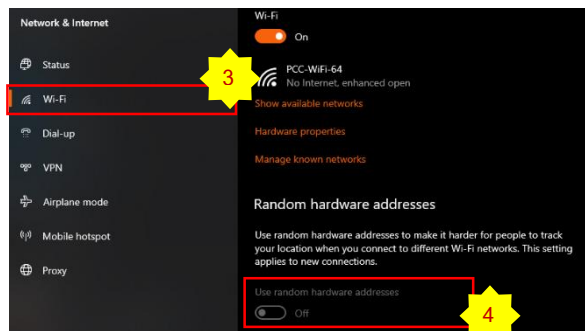 Network & Internet
Status
Wi-Fi
Dial-up
VPN
Airplane mode
Mobile hotspot
Proxy
3
Wi-Fi
On
PCC-WiFi-64
No Internet, enhanced open
Show available networks
Hardware properties
Manage known networks
Random hardware addresses
Use random hardware addresses to make it harder for people to track
your location when you connect to different Wi-Fi networks. This setting
applies to new connections.
Use random hardware addresses
Off
4